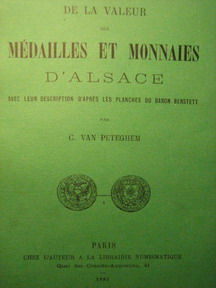 DE LA VALEUR
DES
MÉDAILLES ET MONNAIES
D'ALSACE
AVEC LEUR DESCRIPTION D'APRÈS LES PLANCHES DU BARON BERSTETT
PAR
C. VAN PETEGHEM
PARIS
CHEZ L'AUTEUR A LA LIBRAIRIE NUMISMATIQUE
Quai des Grands-Augustins, 41